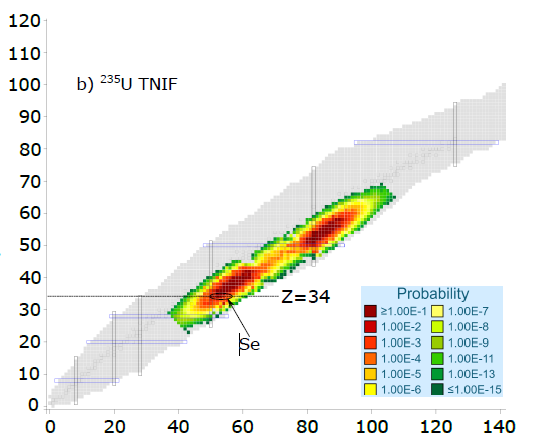 120
110
b) ²³⁵U TNIF
100
90
80
70
60
50
40
Z=34
30
20
10
0
Se
Probability
≥1.00E-1 1.00E-7
1.00E-2 1.00E-8
1.00E-3 1.00E-9
1.00E-4 1.00E-11
1.00E-5 1.00E-13
1.00E-6 ≤1.00E-15
0 20 40 60 80 100 120 140